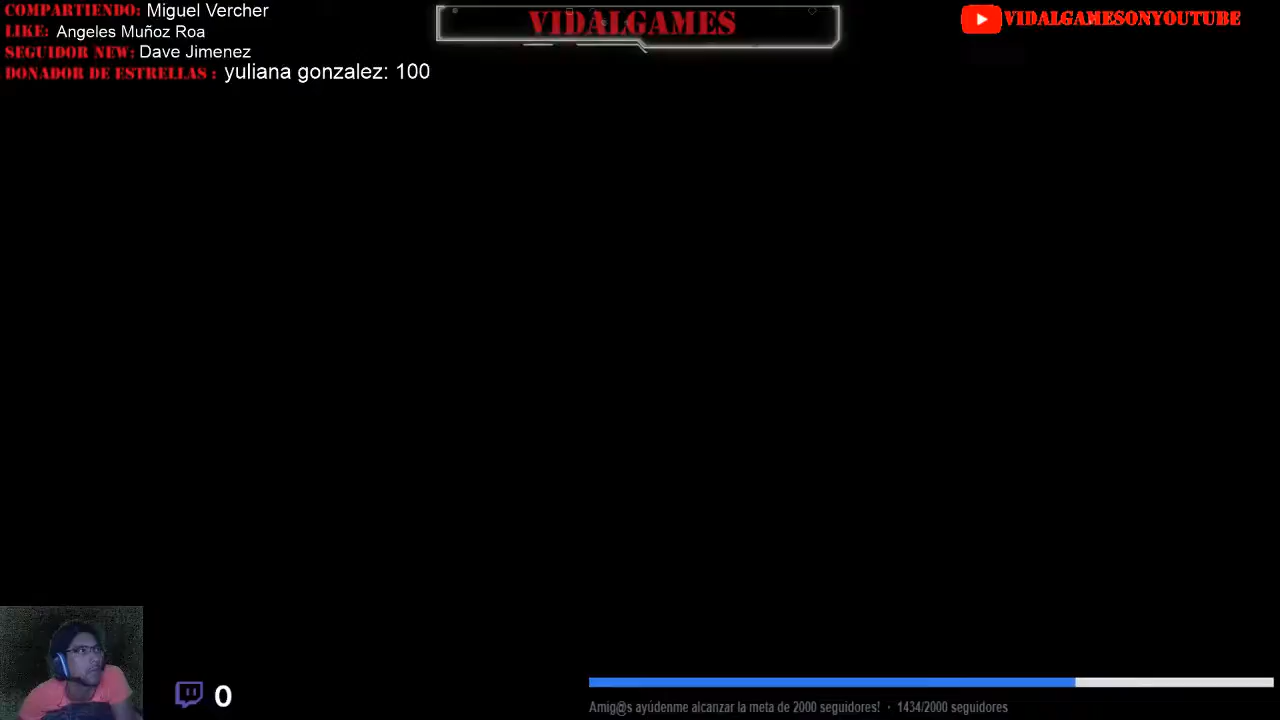 COMPARTIENDO: Miguel Vercher
LIKE: Angeles Muñoz Roa
SEGUIDOR NEW: Dave Jimenez
DONADOR DE ESTRELLAS : yuliana gonzalez: 100
VIDALGAMES
VIDALGAMESONYOUTUBE
0
Amig@s ayúdenme alcanzar la meta de 2000 seguidores! · 1434/2000 seguidores